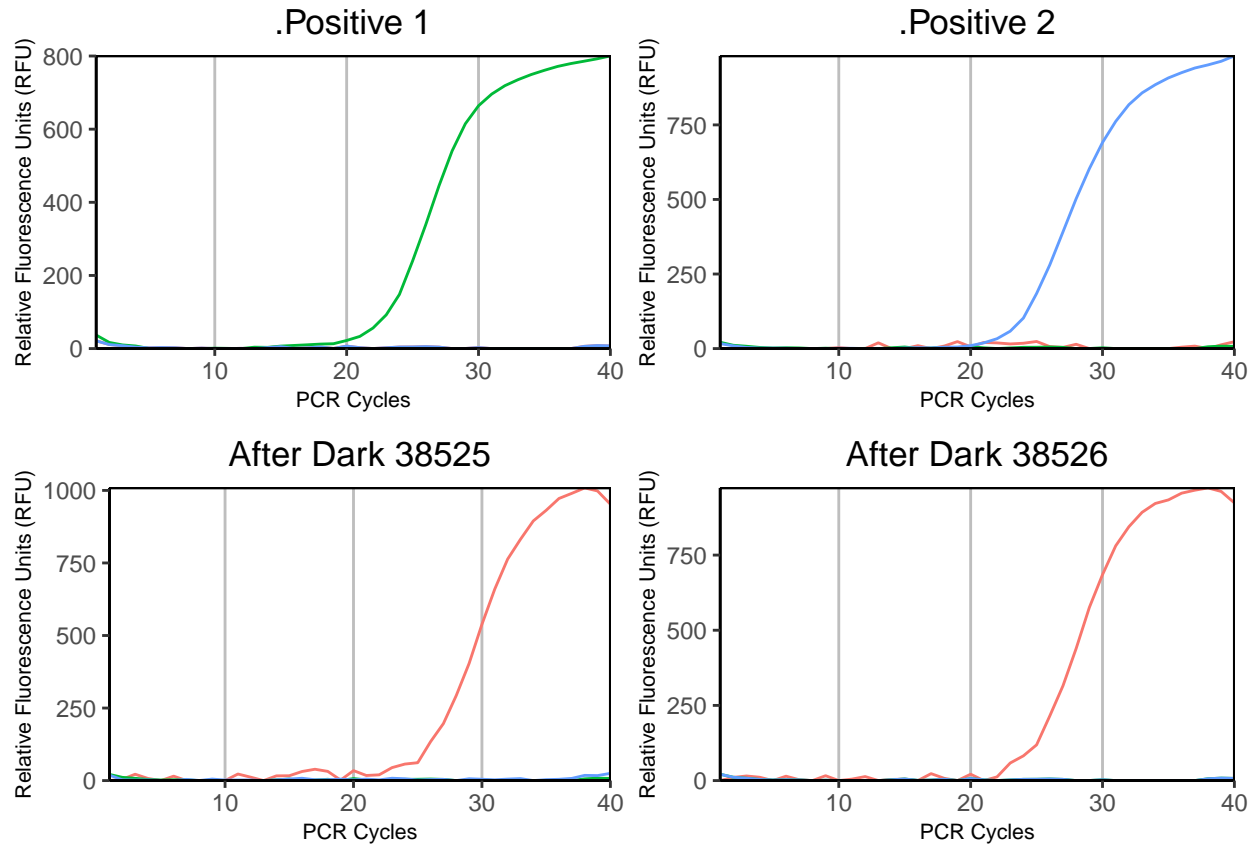 .Positive 1
Relative Fluorescence Units (RFU)
800
600
400
200
0
10
20
30
40
PCR Cycles
.Positive 2
Relative Fluorescence Units (RFU)
750
500
250
0
10
20
30
40
PCR Cycles
After Dark 38525
Relative Fluorescence Units (RFU)
1000
750
500
250
0
10
20
30
40
PCR Cycles
After Dark 38526
Relative Fluorescence Units (RFU)
750
500
250
0
10
20
30
40
PCR Cycles